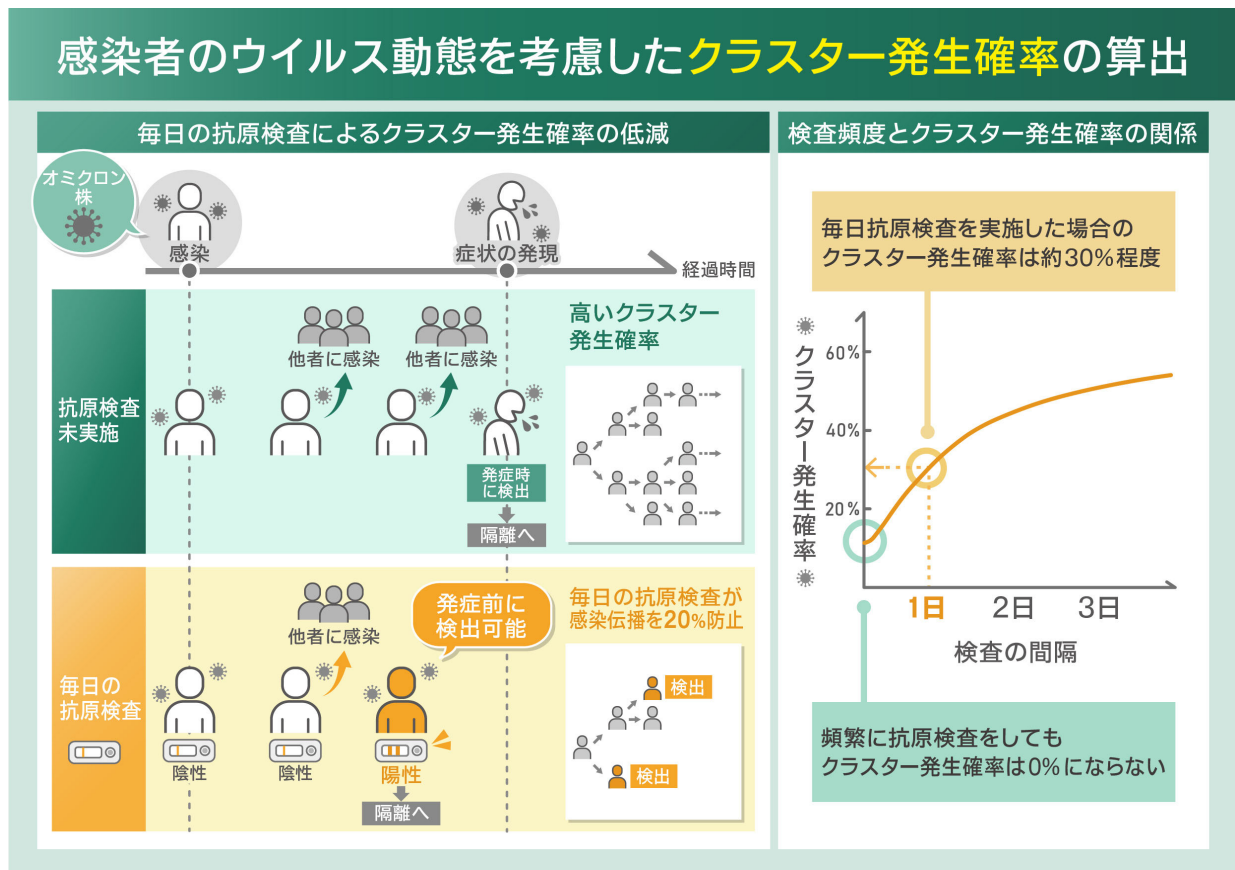 感染者のウイルス動態を考慮したクラスター発生確率の算出
毎日の抗原検査によるクラスター発生確率の低減
オミクロン
株
感染
症状の発現
経過時間
抗原検査
未実施
他者に感染
他者に感染
発症時
に検出
隔離へ
高いクラスター
発生確率
毎日の
抗原検査
他者に感染
発症前に
検出可能
陰性
陰性
陽性
隔離へ
毎日の抗原検査が
感染伝播を20%防止
検出
検出
検査頻度とクラスター発生確率の関係
毎日抗原検査を実施した場合の
クラスター発生確率は約30%程度
クラスター発生確率
60%
40%
20%
1日
2日
3日
検査の間隔
頻繁に抗原検査をしても
クラスター発生確率は0%にならない